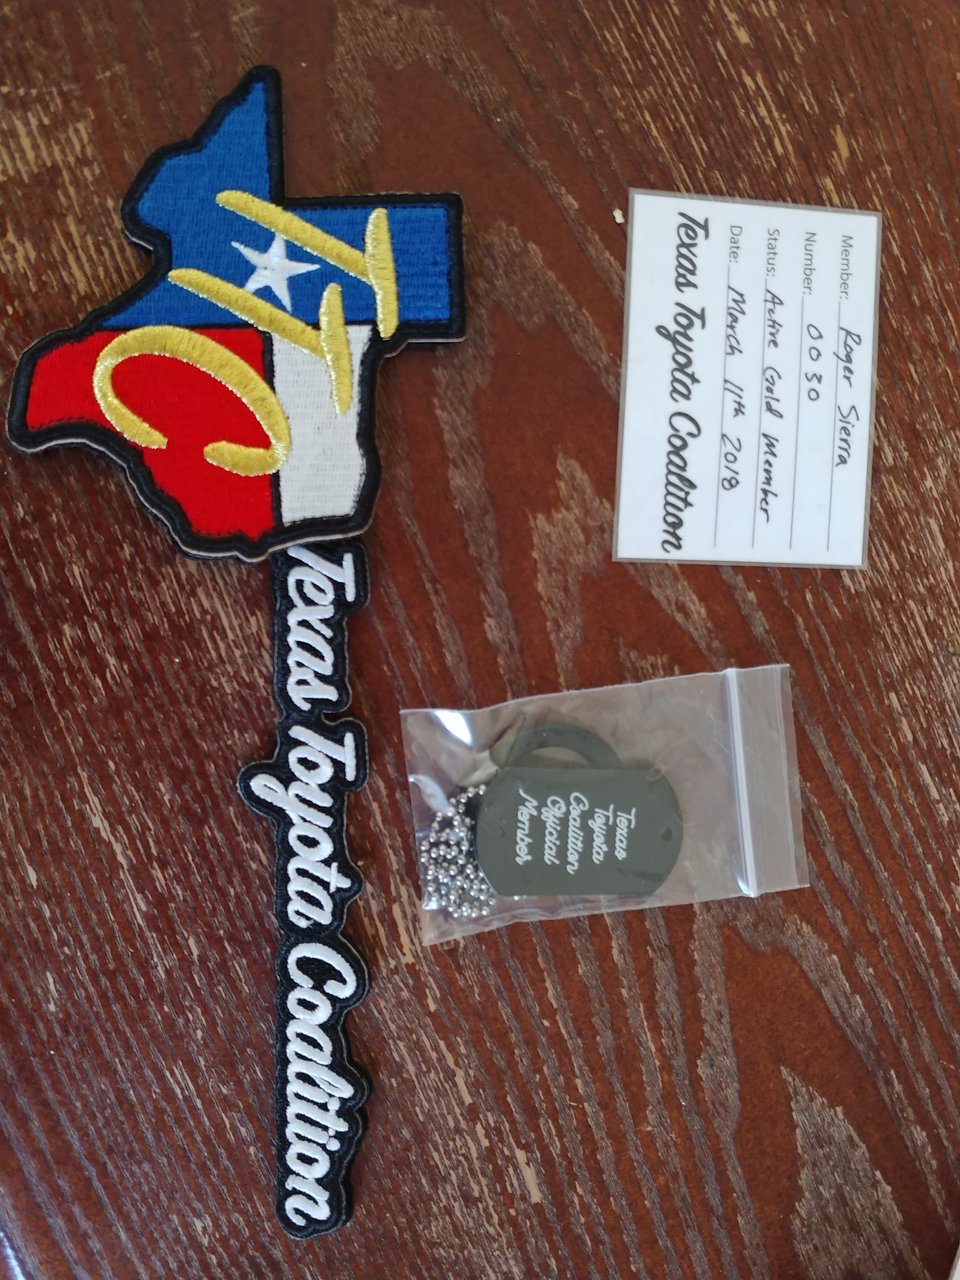 TTC
Texas Toyota Coalition
Member: Roger Sierra
Number: 0030
Status: Active Gold Member
Date: March 11th 2018
Texas Toyota Coalition
Texas
Toyota
Coalition
Official
Member